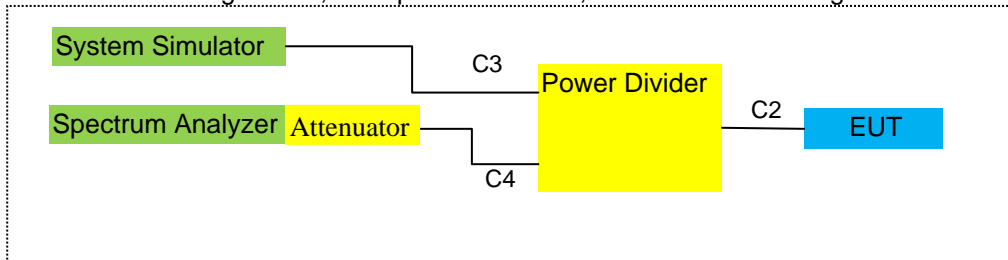 System Simulator
C3
Power Divider
C2
EUT
Spectrum Analyzer
Attenuator
C4